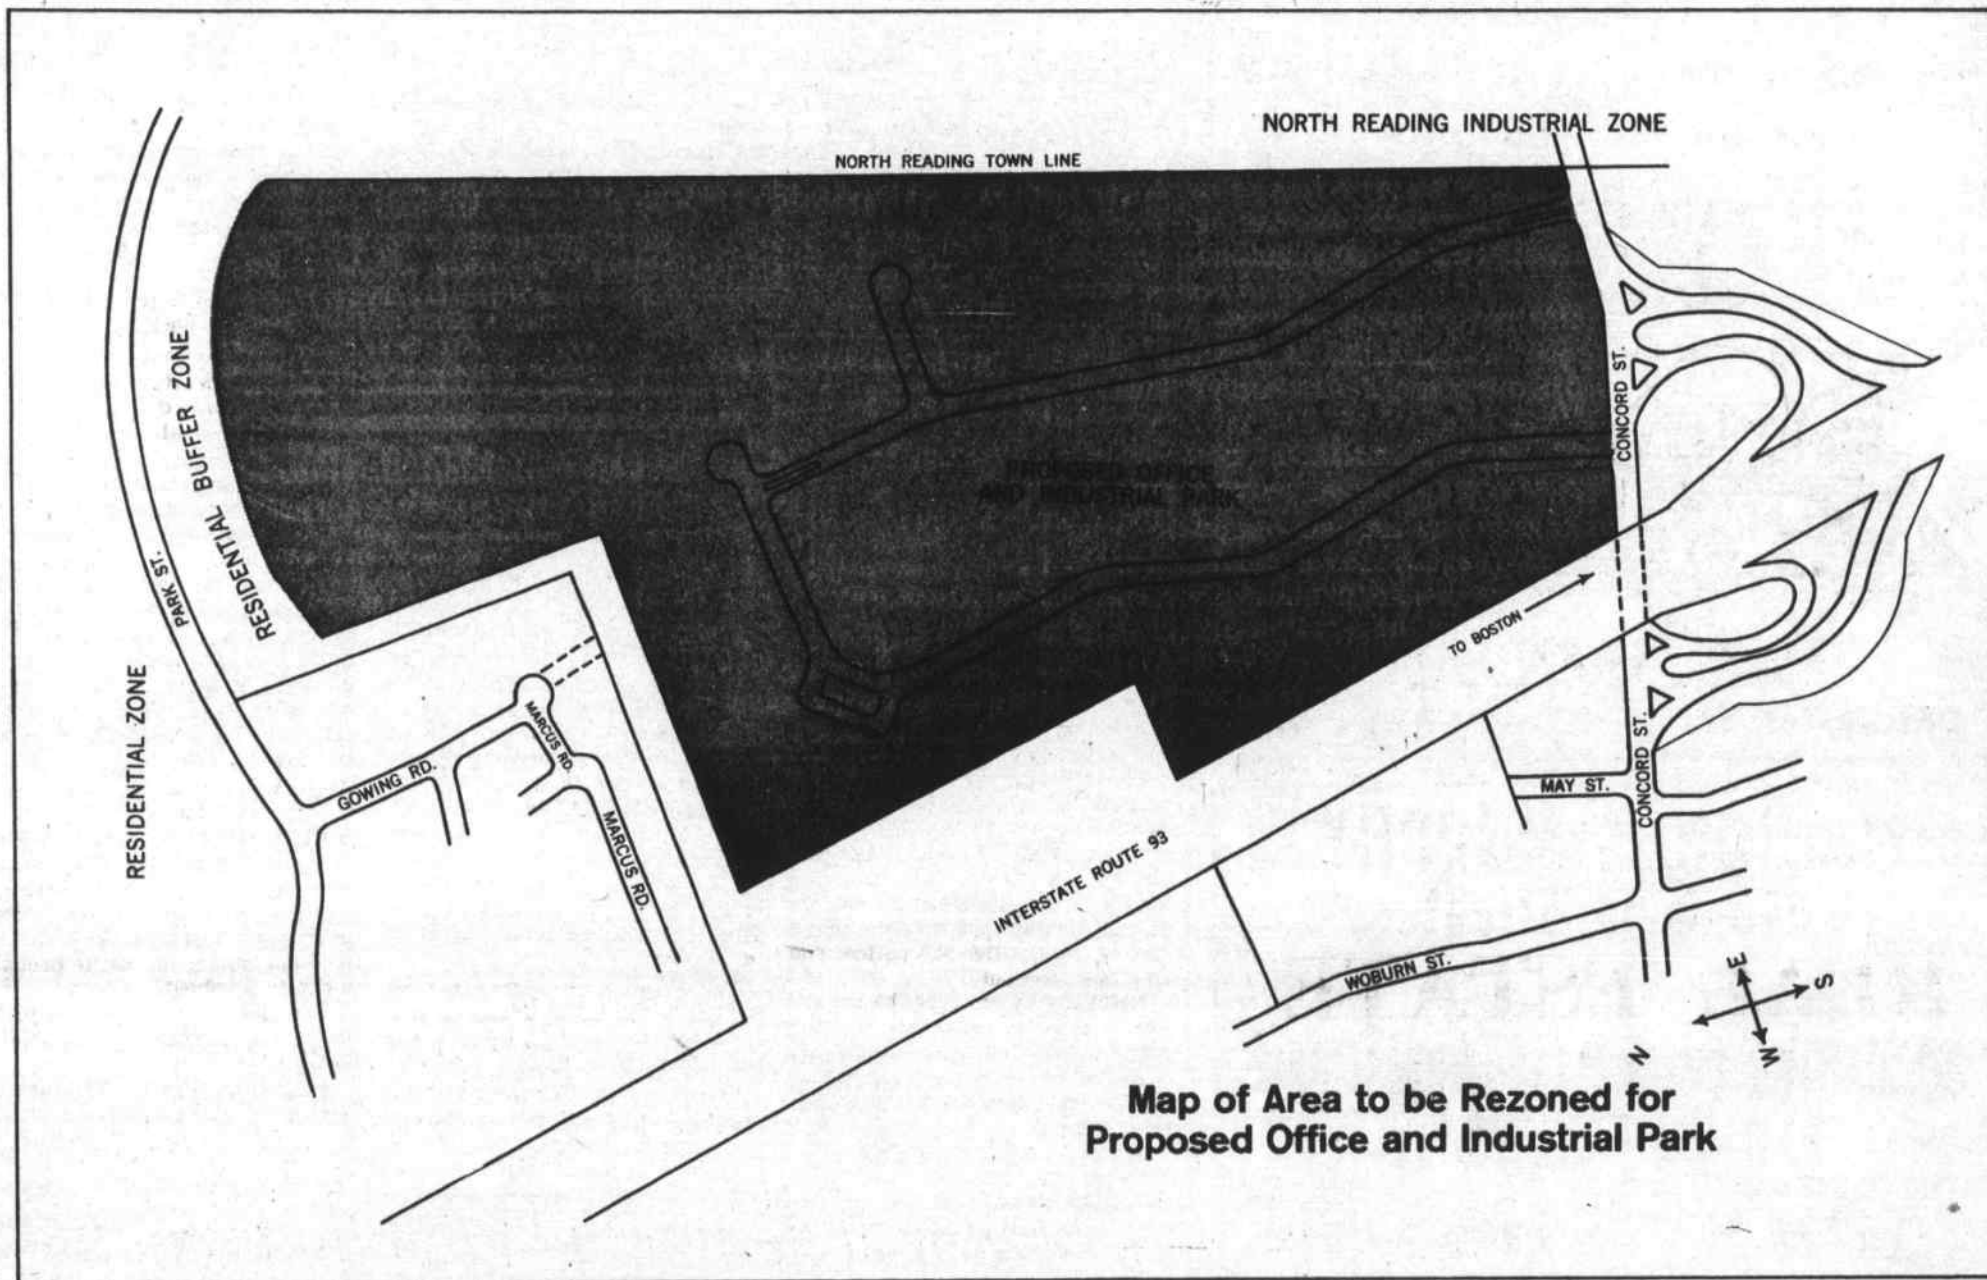 NORTH READING INDUSTRIAL ZONE
NORTH READING TOWN LINE
RESIDENTIAL BUFFER ZONE
CONCORD ST.
PROPOSED OFFICE
AND INDUSTRIAL PARK
PARK ST.
TO BOSTON
RESIDENTIAL ZONE
MARCUS RD.
GOWING RD.
CONCORD ST.
MAY ST.
MARCUS RD.
INTERSTATE ROUTE 93
WOBURN ST.
E
S
N
W
Map of Area to be Rezoned for
Proposed Office and Industrial Park